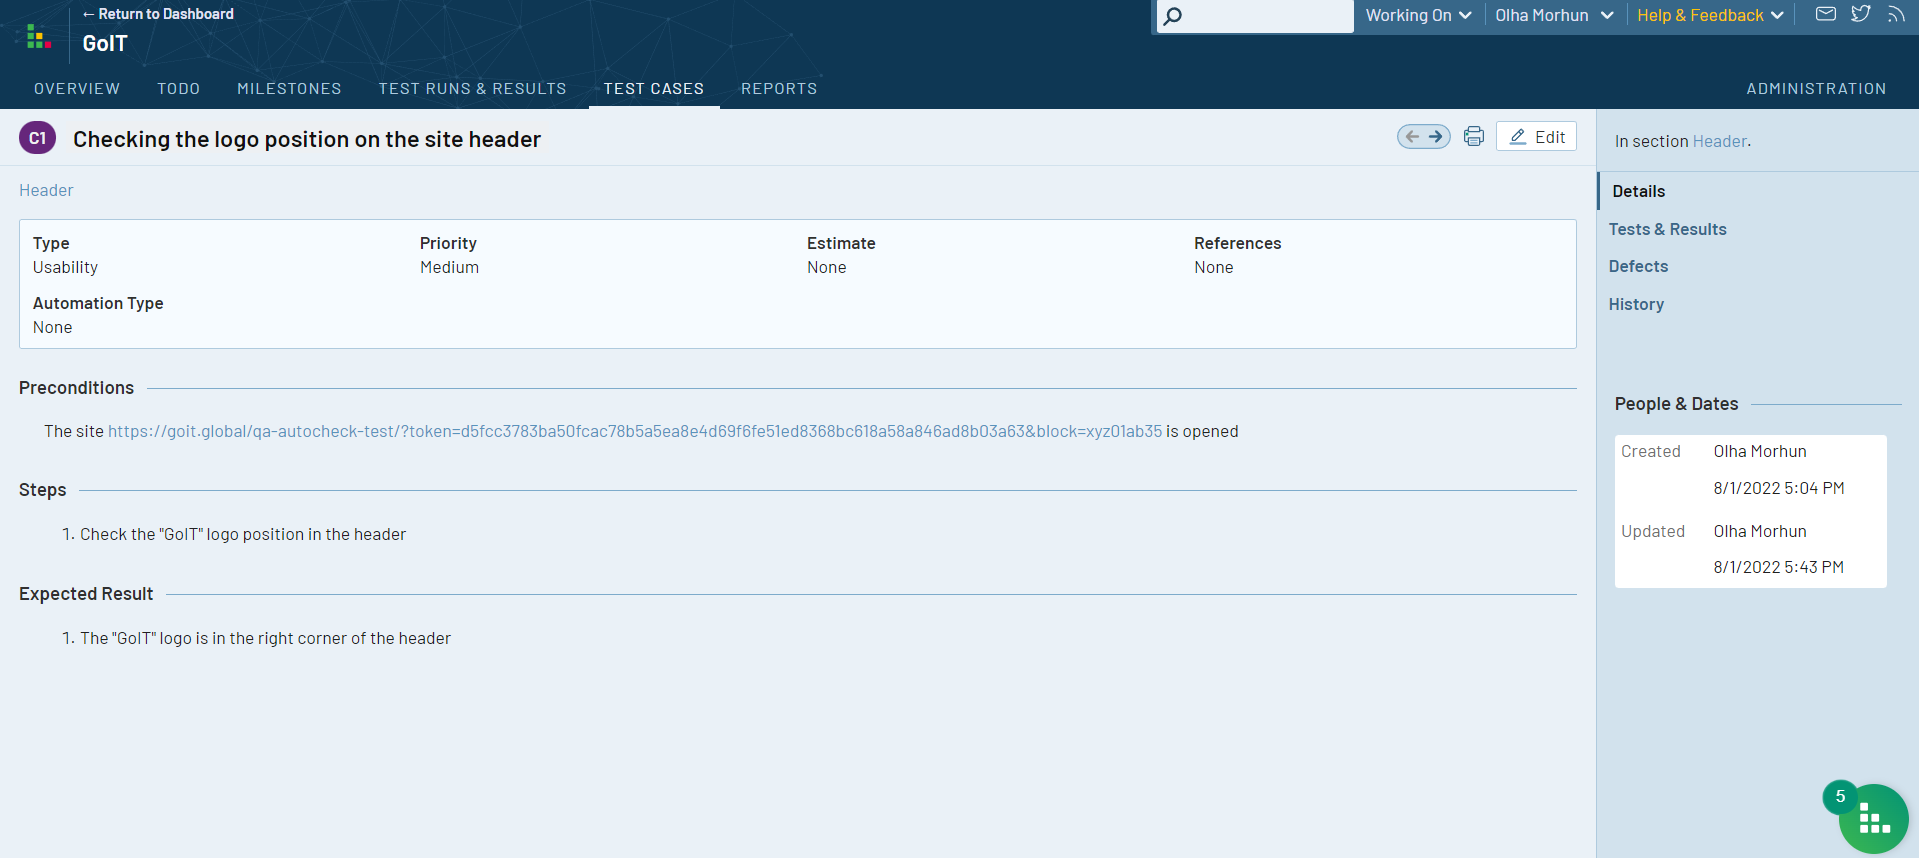 ← Return to Dashboard
GoIT
Working On
Olha Morhun
Help & Feedback
OVERVIEW TODO MILESTONES TEST RUNS & RESULTS TEST CASES REPORTS ADMINISTRATION
C1 Checking the logo position on the site header
Edit
Header
Type Priority Estimate References
Usability Medium None None
Automation Type
None
Preconditions
The site https://goit.global/qa-autocheck-test/?token=d5fcc3783ba50fcac78b5a5ea8e4d69f6fe51ed8368bc618a58a846ad8b03a63&block=xyz01ab35 is opened
Steps
1. Check the "GoIT" logo position in the header
Expected Result
1. The "GoIT" logo is in the right corner of the header
In section Header.
Details
Tests & Results
Defects
History
People & Dates
Created Olha Morhun
8/1/2022 5:04 PM
Updated Olha Morhun
8/1/2022 5:43 PM
5